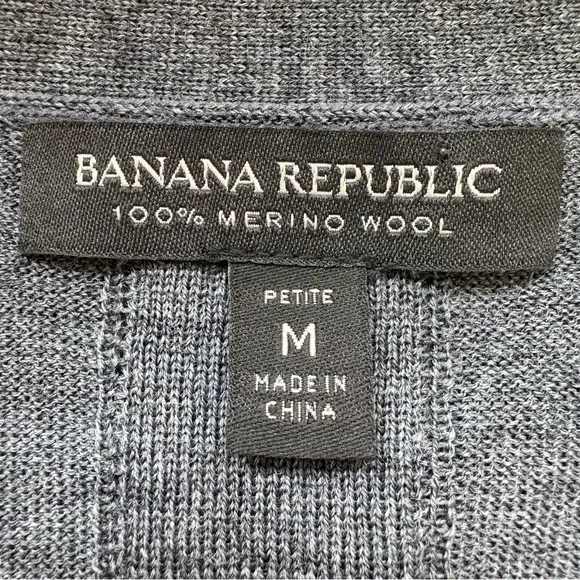 BANANA REPUBLIC
100% MERINO WOOL
PETITE
M
MADE IN
CHINA